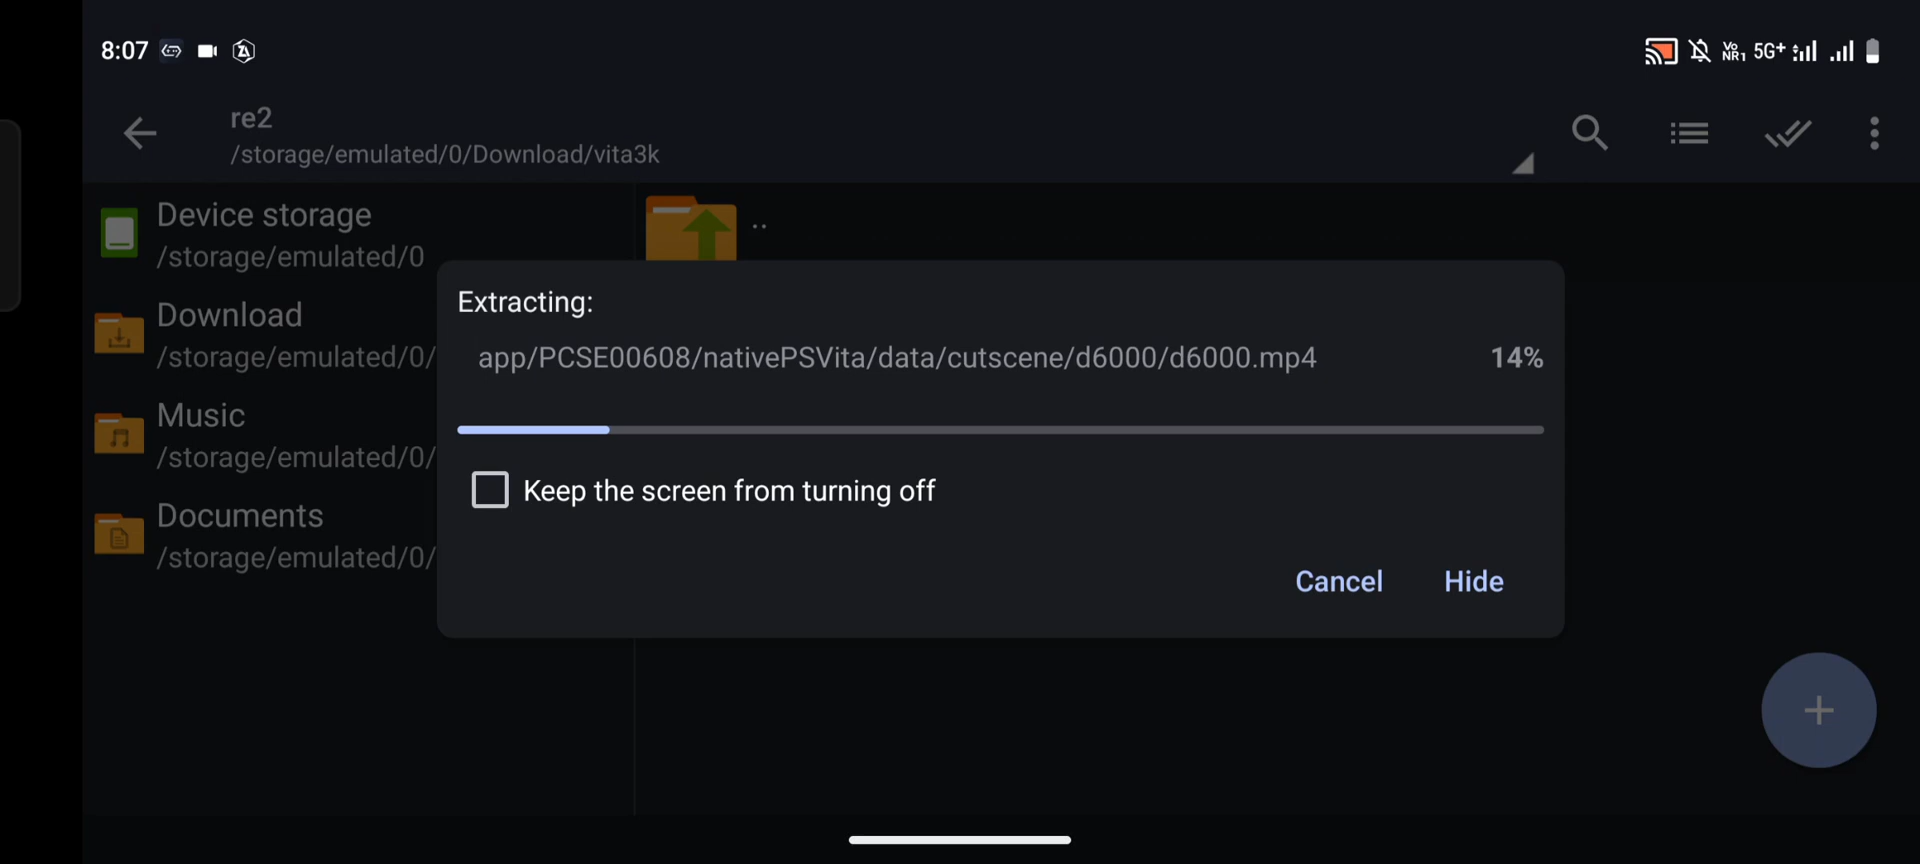 8:07
Vo NR1 5G+
re2
/storage/emulated/0/Download/vita3k
Device storage
/storage/emulated/0
Download
/storage/emulated/0/
Music
/storage/emulated/0/
Documents
/storage/emulated/0/
..
Extracting:
app/PCSE00608/nativePSVita/data/cutscene/d6000/d6000.mp4 14%
Keep the screen from turning off
Cancel Hide